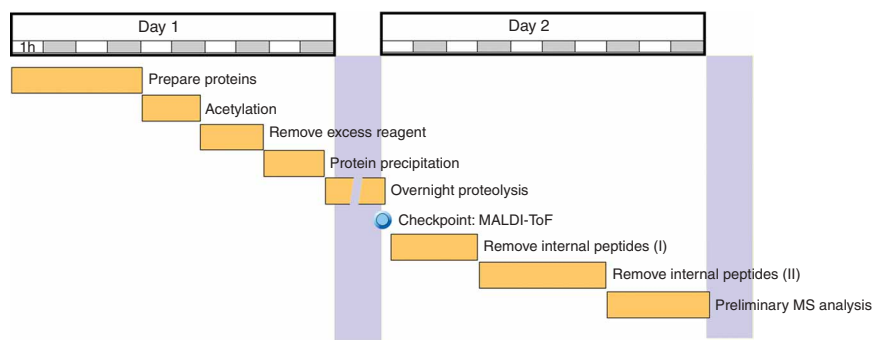 Day 1
Day 2
1h
Prepare proteins
Acetylation
Remove excess reagent
Protein precipitation
Overnight proteolysis
Checkpoint: MALDI-ToF
Remove internal peptides (I)
Remove internal peptides (II)
Preliminary MS analysis